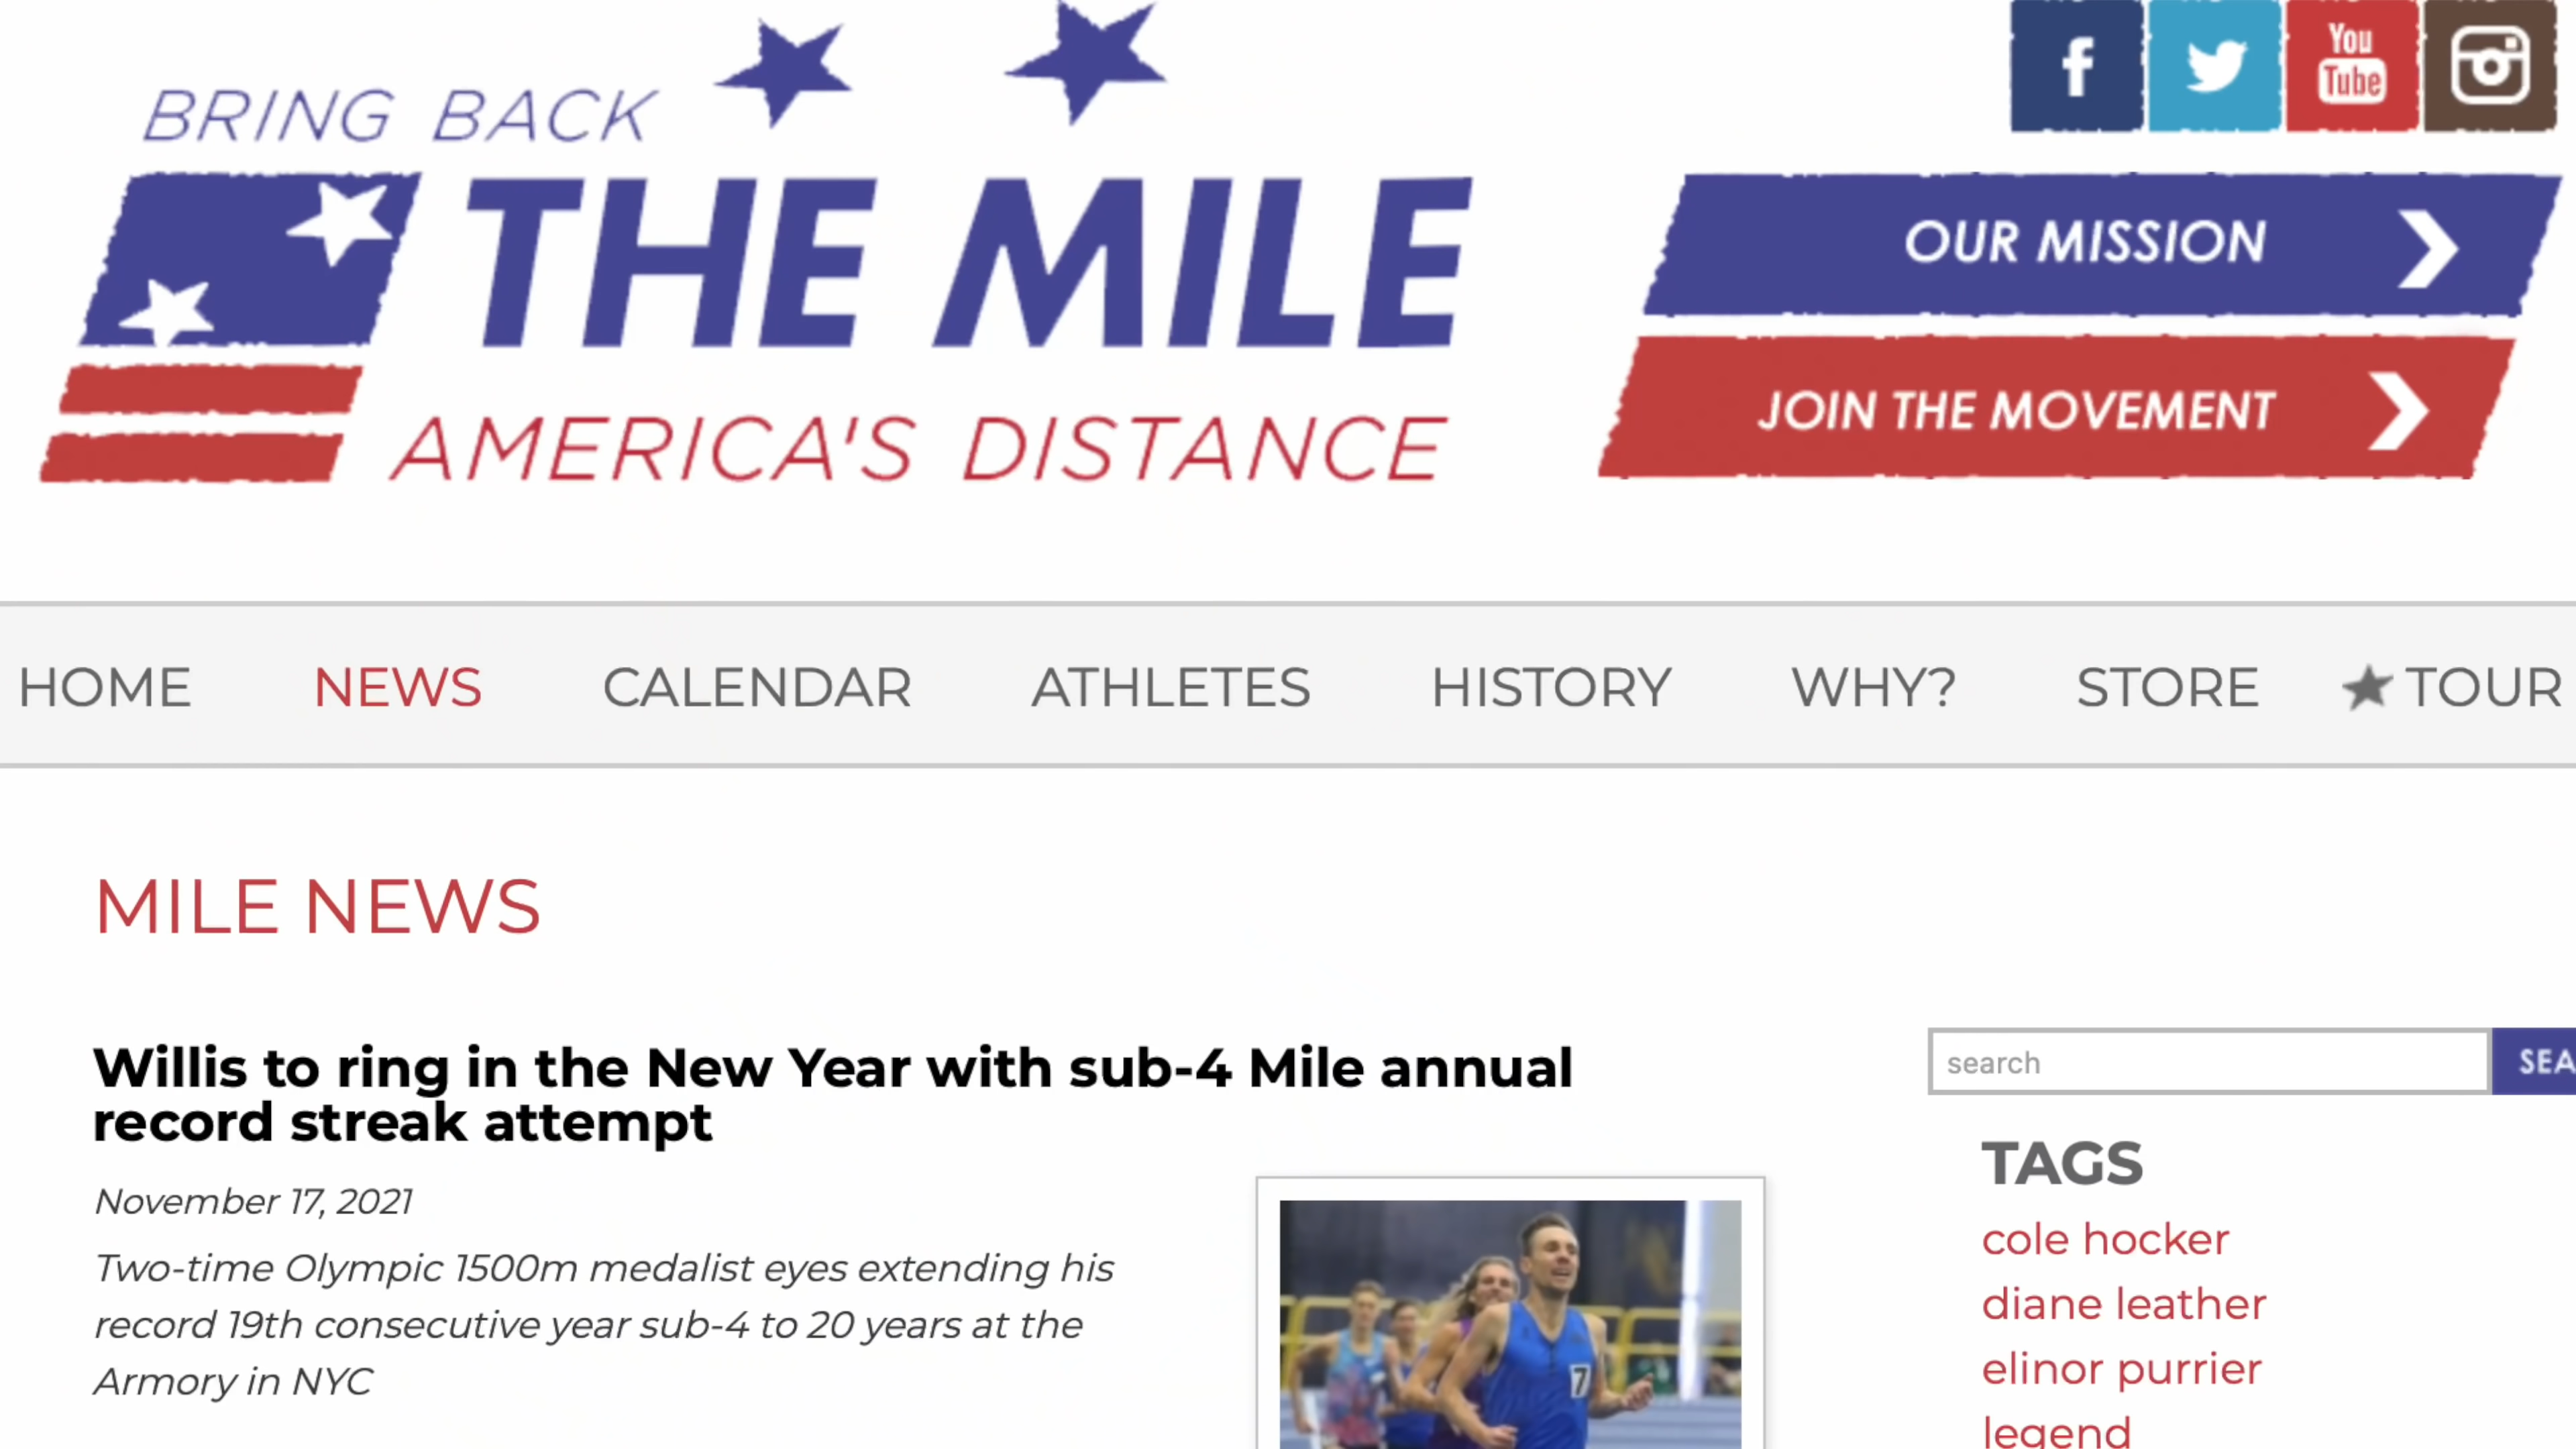 BRING BACK
THE MILE
AMERICA'S DISTANCE
f
You
Tube
OUR MISSION
JOIN THE MOVEMENT
HOME NEWS CALENDAR ATHLETES HISTORY WHY? STORE TOUR
MILE NEWS
Willis to ring in the New Year with sub-4 Mile annual
record streak attempt
November 17, 2021
Two-time Olympic 1500m medalist eyes extending his
record 19th consecutive year sub-4 to 20 years at the
Armory in NYC
7
search
SEA
TAGS
cole hocker
diane leather
elinor purrier
legend